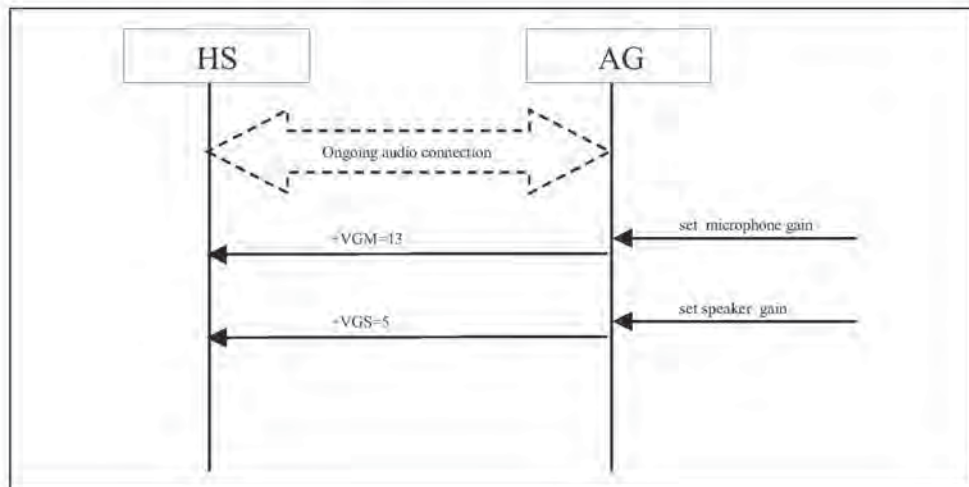 HS
AG
Ongoing audio connection
set microphone gain
+VGM=13
set speaker gain
+VGS=5